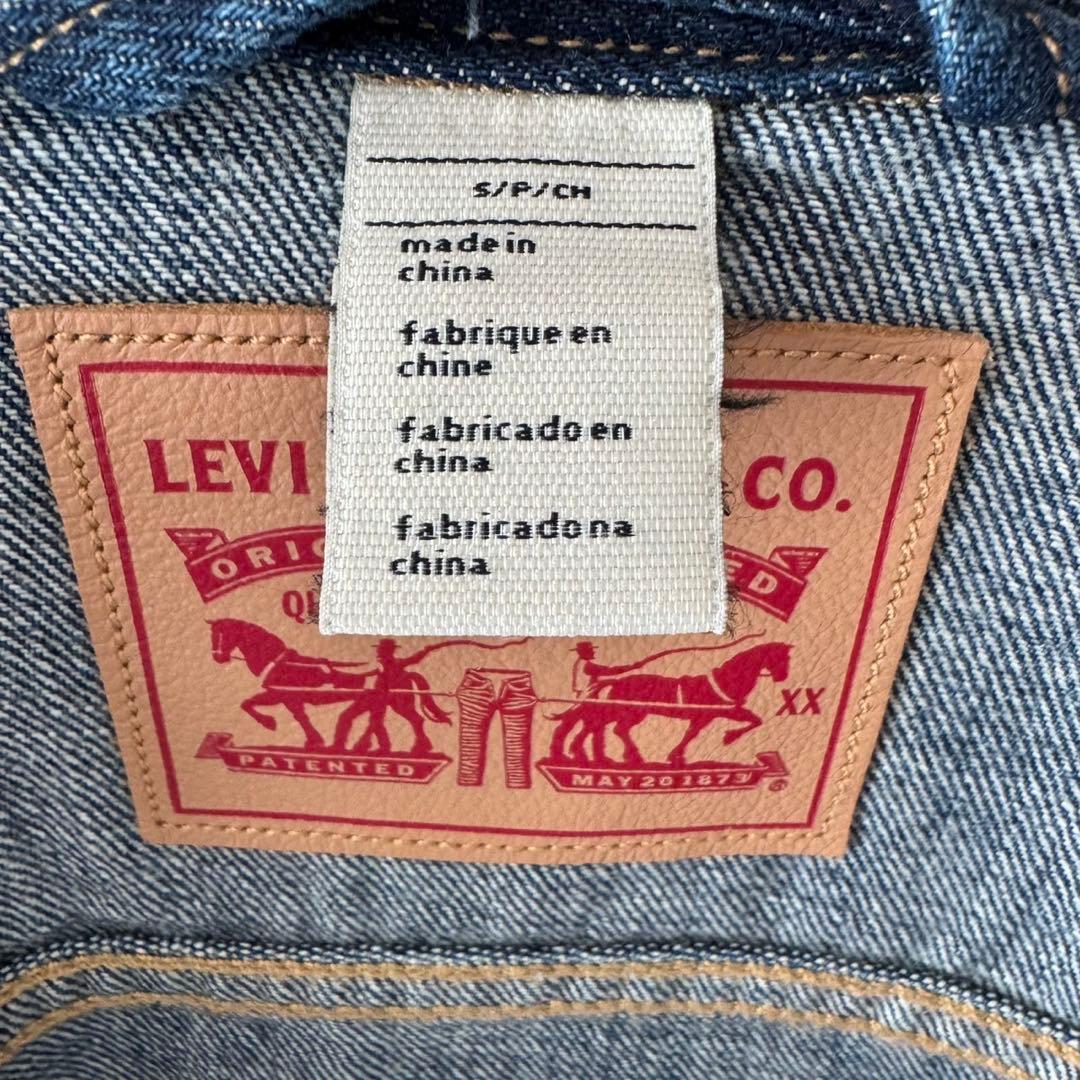 S/P/CH
made in
china
fabrique en
chine
fabricado en
china
fabricado na
china
LEVI CO.
PATENTED
MAY 20 1873
XX
®